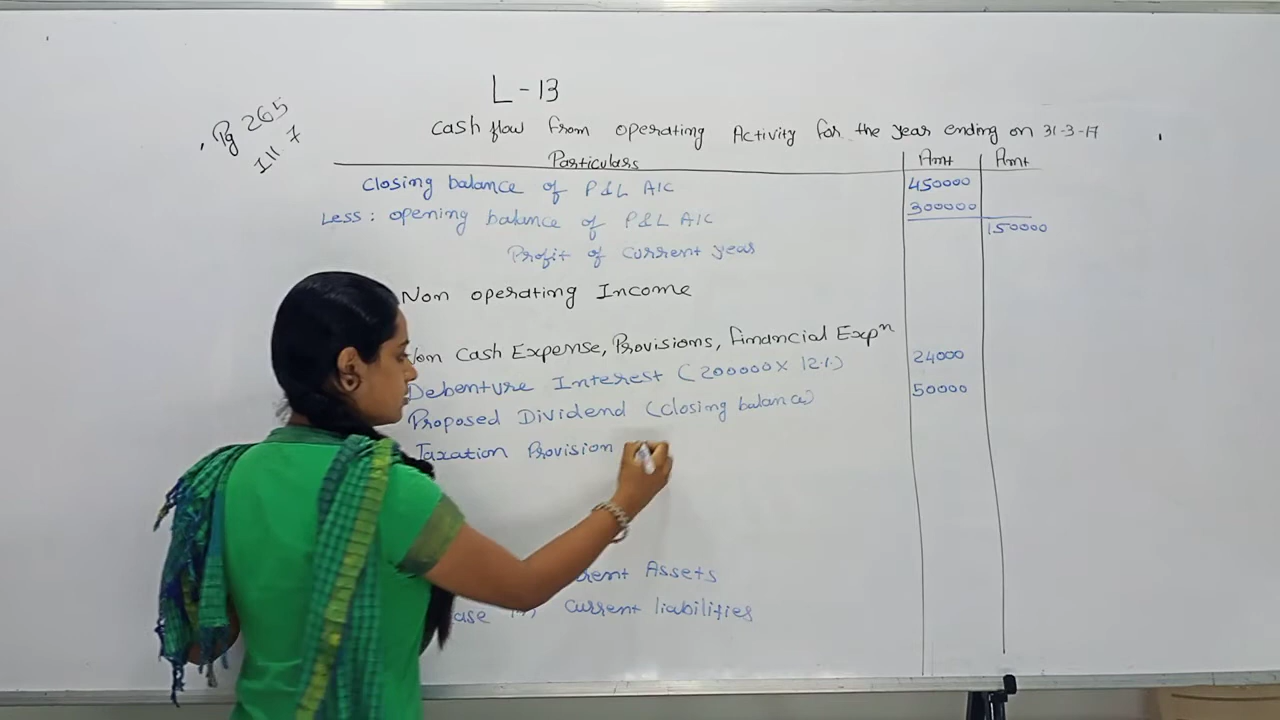 L-13
Pg 265
Ill. 7
Cash flow from operating Activity for the year ending on 31-3-17
Particulars Amt Amt
Closing balance of P&L A/C 450000
Less: opening balance of P&L A/C 300000
150000
Profit of current year
Non operating Income
Non Cash Expense, Provisions, Financial Expⁿ
Debenture Interest (200000 x 12%) 24000
Proposed Dividend (closing balance) 50000
Taxation Provision
Assets
current liabilities